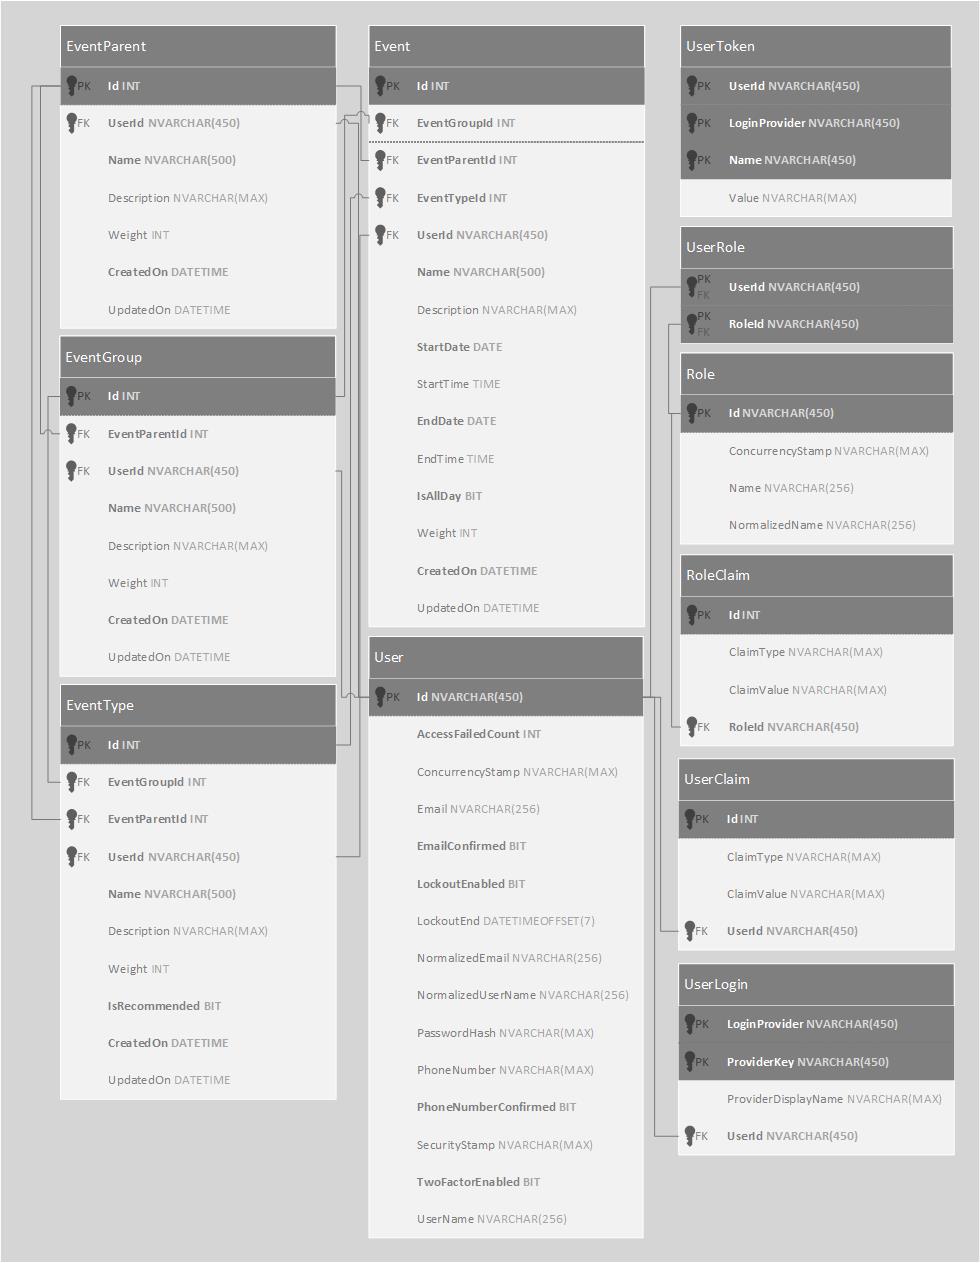 EventParent
PK Id INT
FK UserId NVARCHAR(450)
Name NVARCHAR(500)
Description NVARCHAR(MAX)
Weight INT
CreatedOn DATETIME
UpdatedOn DATETIME
EventGroup
PK Id INT
FK EventParentId INT
FK UserId NVARCHAR(450)
Name NVARCHAR(500)
Description NVARCHAR(MAX)
Weight INT
CreatedOn DATETIME
UpdatedOn DATETIME
EventType
PK Id INT
FK EventGroupId INT
FK EventParentId INT
FK UserId NVARCHAR(450)
Name NVARCHAR(500)
Description NVARCHAR(MAX)
Weight INT
IsRecommended BIT
CreatedOn DATETIME
UpdatedOn DATETIME
Event
PK Id INT
FK EventGroupId INT
FK EventParentId INT
FK EventTypeId INT
FK UserId NVARCHAR(450)
Name NVARCHAR(500)
Description NVARCHAR(MAX)
StartDate DATE
StartTime TIME
EndDate DATE
EndTime TIME
IsAllDay BIT
Weight INT
CreatedOn DATETIME
UpdatedOn DATETIME
User
PK Id NVARCHAR(450)
AccessFailedCount INT
ConcurrencyStamp NVARCHAR(MAX)
Email NVARCHAR(256)
EmailConfirmed BIT
LockoutEnabled BIT
LockoutEnd DATETIMEOFFSET(7)
NormalizedEmail NVARCHAR(256)
NormalizedUserName NVARCHAR(256)
PasswordHash NVARCHAR(MAX)
PhoneNumber NVARCHAR(MAX)
PhoneNumberConfirmed BIT
SecurityStamp NVARCHAR(MAX)
TwoFactorEnabled BIT
UserName NVARCHAR(256)
UserToken
PK UserId NVARCHAR(450)
PK LoginProvider NVARCHAR(450)
PK Name NVARCHAR(450)
Value NVARCHAR(MAX)
UserRole
PK
FK UserId NVARCHAR(450)
PK
FK RoleId NVARCHAR(450)
Role
PK Id NVARCHAR(450)
ConcurrencyStamp NVARCHAR(MAX)
Name NVARCHAR(256)
NormalizedName NVARCHAR(256)
RoleClaim
PK Id INT
ClaimType NVARCHAR(MAX)
ClaimValue NVARCHAR(MAX)
FK RoleId NVARCHAR(450)
UserClaim
PK Id INT
ClaimType NVARCHAR(MAX)
ClaimValue NVARCHAR(MAX)
FK UserId NVARCHAR(450)
UserLogin
PK LoginProvider NVARCHAR(450)
PK ProviderKey NVARCHAR(450)
ProviderDisplayName NVARCHAR(MAX)
FK UserId NVARCHAR(450)